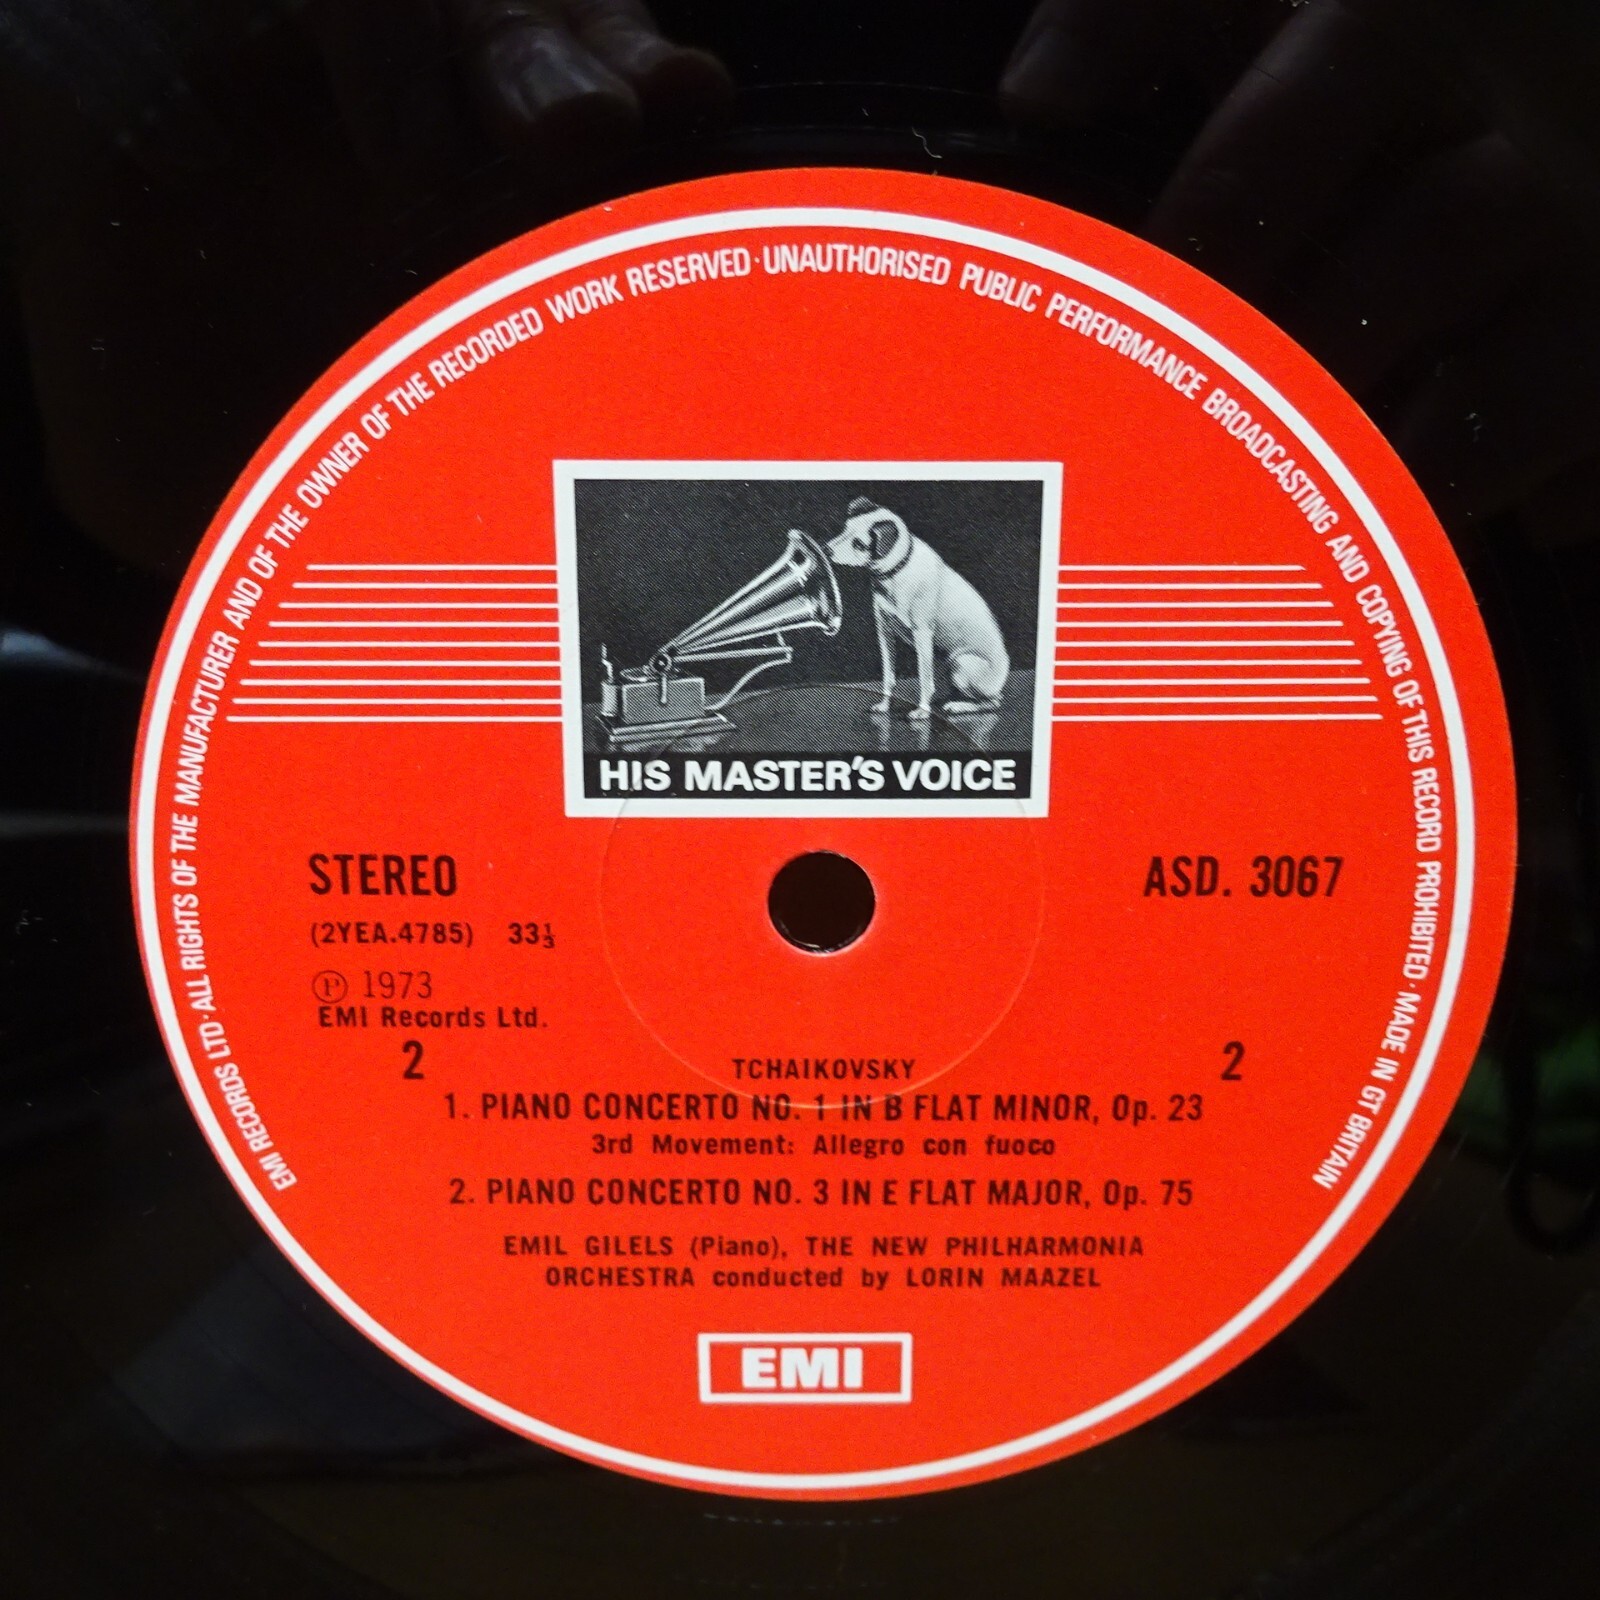 EMI RECORDS LTD · ALL RIGHTS OF THE MANUFACTURER AND OF THE OWNER OF THE RECORDED WORK RESERVED · UNAUTHORISED PUBLIC PERFORMANCE BROADCASTING AND COPYING OF THIS RECORD PROHIBITED · MADE IN GT BRITAIN
HIS MASTER'S VOICE
STEREO ASD. 3067
(2YEA.4785) 33⅓
℗ 1973
EMI Records Ltd.
2 2
TCHAIKOVSKY
1. PIANO CONCERTO NO. 1 IN B FLAT MINOR, Op. 23
3rd Movement: Allegro con fuoco
2. PIANO CONCERTO NO. 3 IN E FLAT MAJOR, Op. 75
EMIL GILELS (Piano), THE NEW PHILHARMONIA
ORCHESTRA conducted by LORIN MAAZEL
EMI